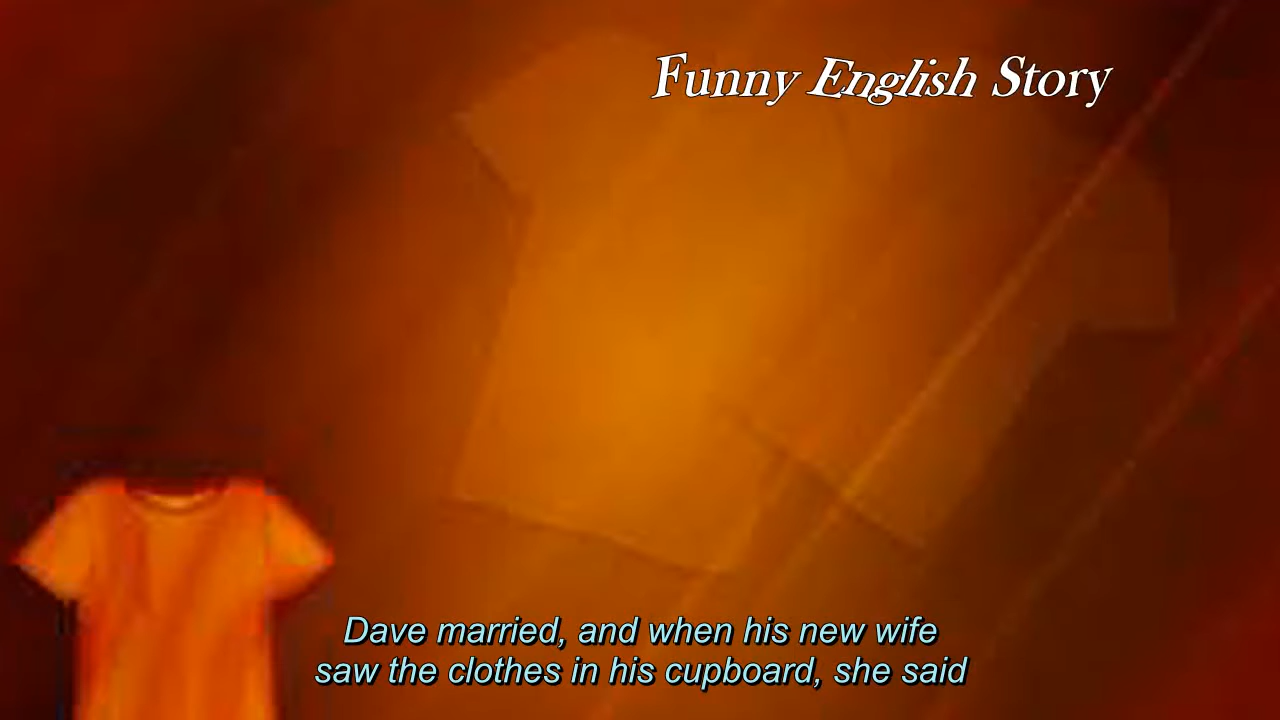 Funny English Story
Dave married, and when his new wife
saw the clothes in his cupboard, she said